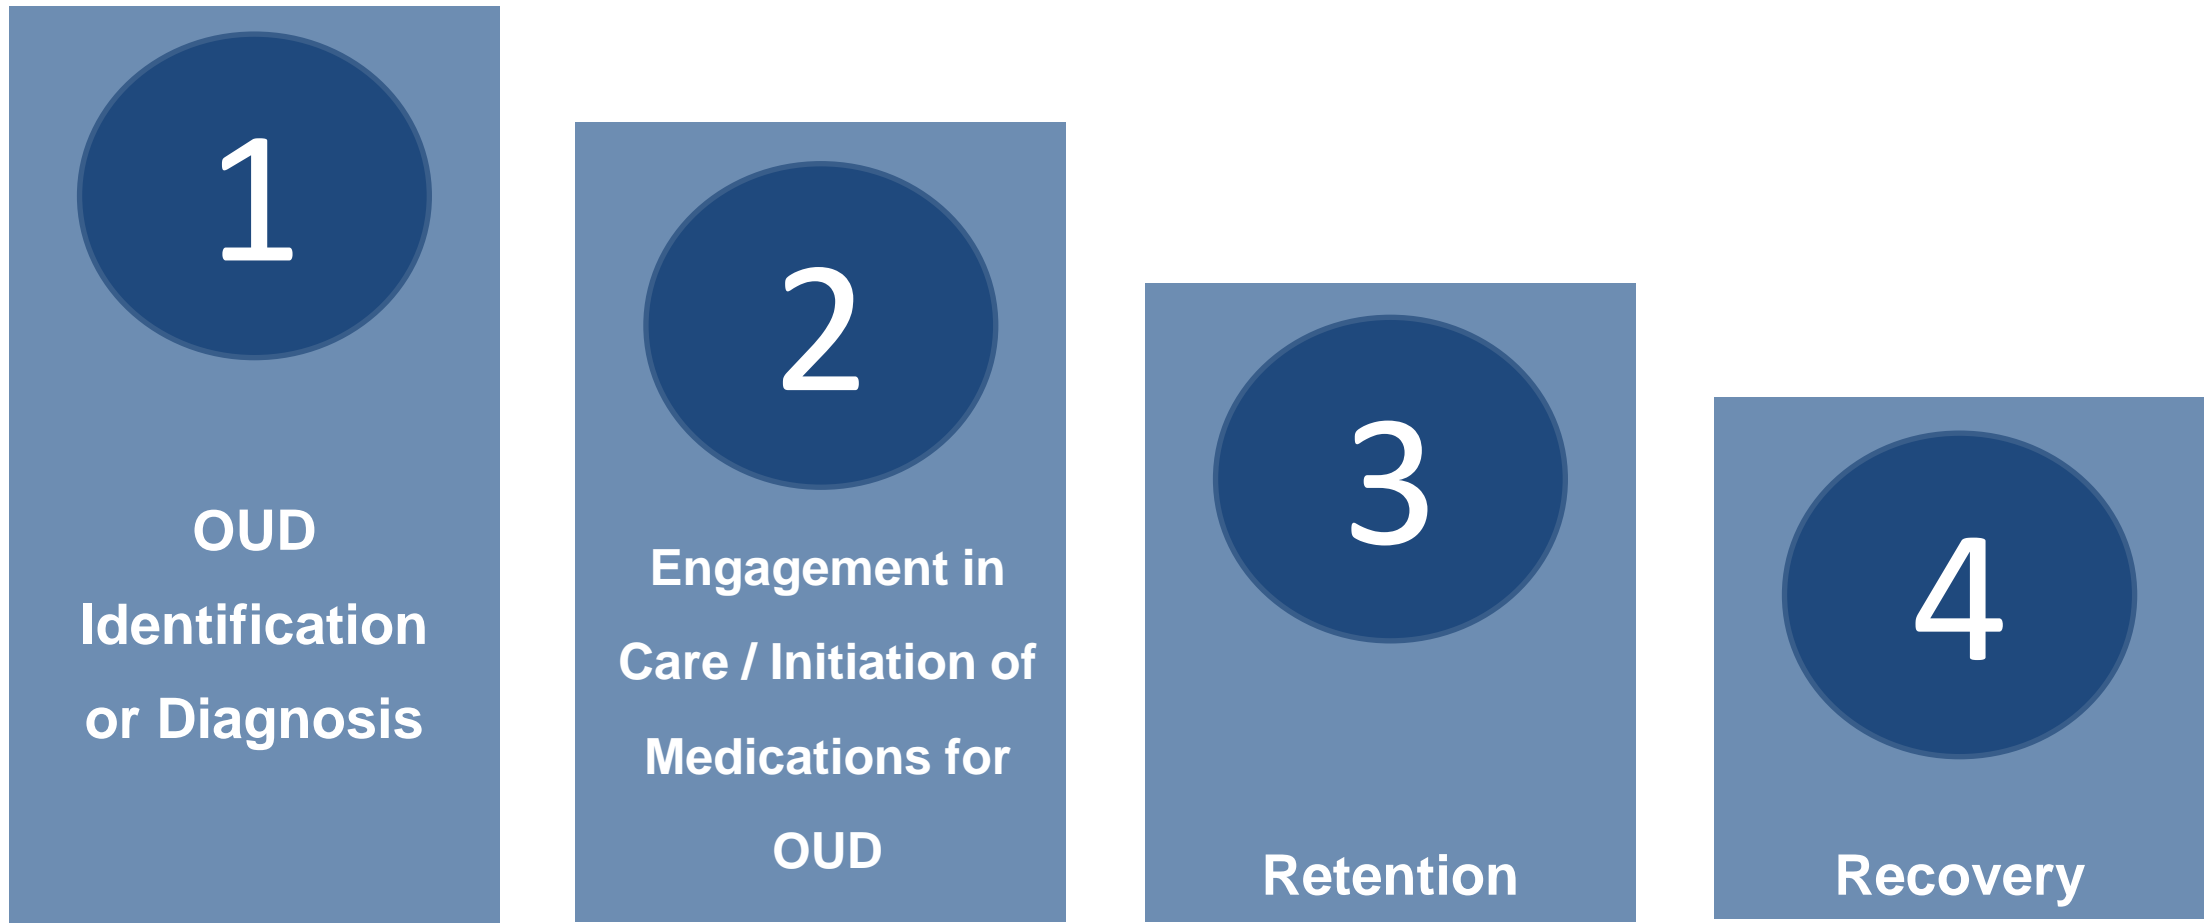 1
OUD
Identification
or Diagnosis
2
Engagement in
Care / Initiation of
Medications for
OUD
3
Retention
4
Recovery